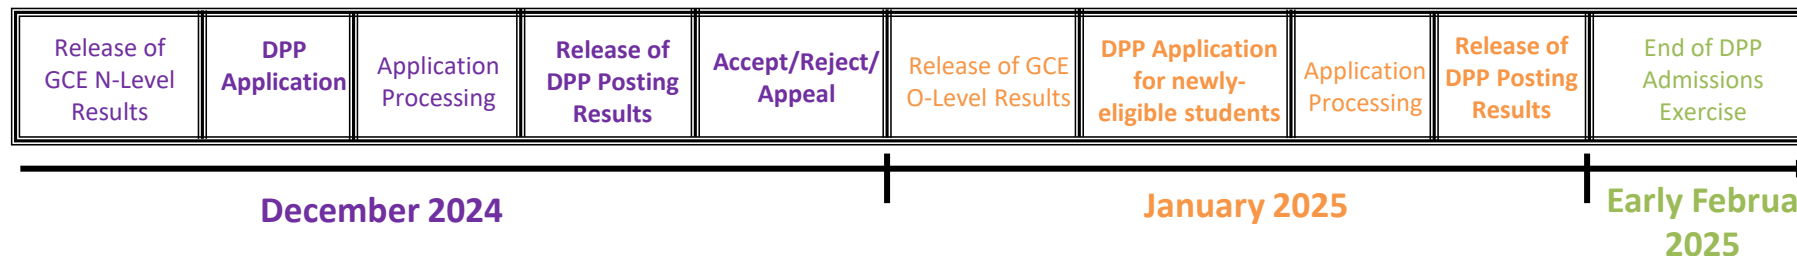 Release of
GCE N-Level
Results
DPP
Application
Application
Processing
Release of
DPP Posting
Results
Accept/Reject/
Appeal
Release of GCE
O-Level Results
DPP Application
for newly-
eligible students
Application
Processing
Release of
DPP Posting
Results
End of DPP
Admissions
Exercise
December 2024
January 2025
Early Februa
2025